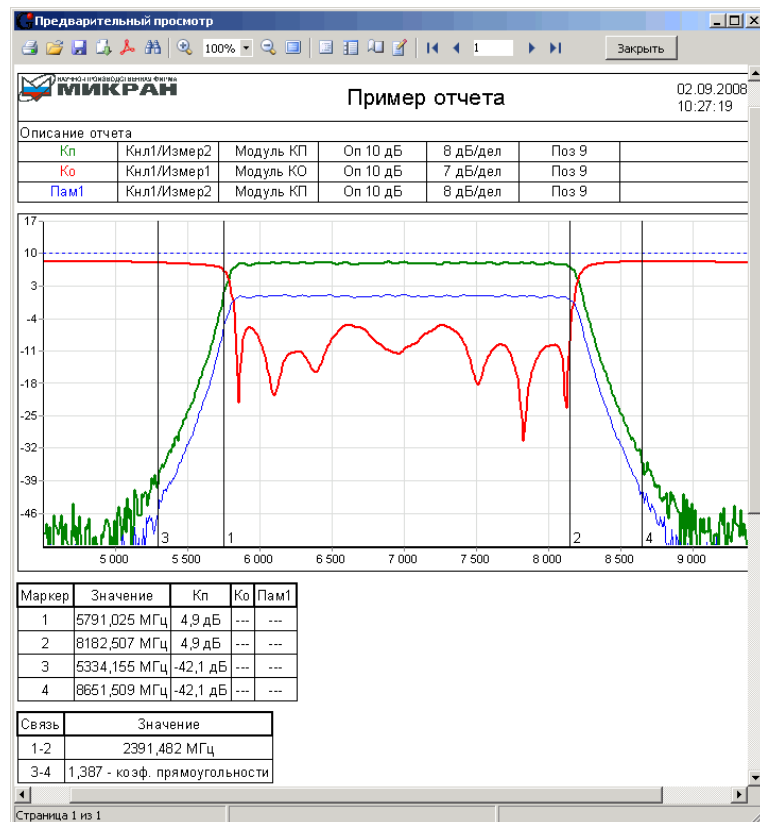 Предварительный просмотр
100% 1 Закрыть
НАУЧНО-ПРОИЗВОДСТВЕННАЯ ФИРМА
МИКРАН
Пример отчета
02.09.2008
10:27:19
Описание отчета
Кп Кнл1/Измер2 Модуль КП Оп 10 дБ 8 дБ/дел Поз 9
Ко Кнл1/Измер1 Модуль КО Оп 10 дБ 7 дБ/дел Поз 9
Пам1 Кнл1/Измер2 Модуль КП Оп 10 дБ 8 дБ/дел Поз 9
17
10
3
-4
-11
-18
-25
-32
-39
-46
3 1 2 4
5 000 5 500 6 000 6 500 7 000 7 500 8 000 8 500 9 000
Маркер Значение Кп Ко Пам1
1 5791,025 МГц 4,9 дБ --- ---
2 8182,507 МГц 4,9 дБ --- ---
3 5334,155 МГц -42,1 дБ --- ---
4 8651,509 МГц -42,1 дБ --- ---
Связь Значение
1-2 2391,482 МГц
3-4 1,387 - коэф. прямоугольности
Страница 1 из 1